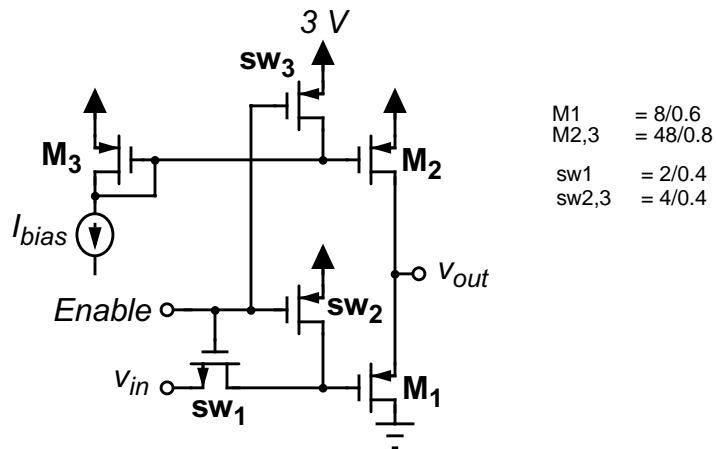 3 V
sw3
M3
M2
Ibias
Enable
sw2
vout
vin
sw1
M1
M1 = 8/0.6
M2,3 = 48/0.8
sw1 = 2/0.4
sw2,3 = 4/0.4